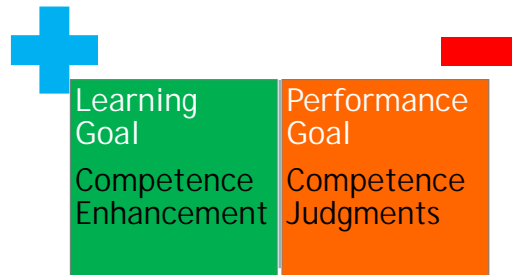 Learning
Goal
Competence
Enhancement
Performance
Goal
Competence
Judgments